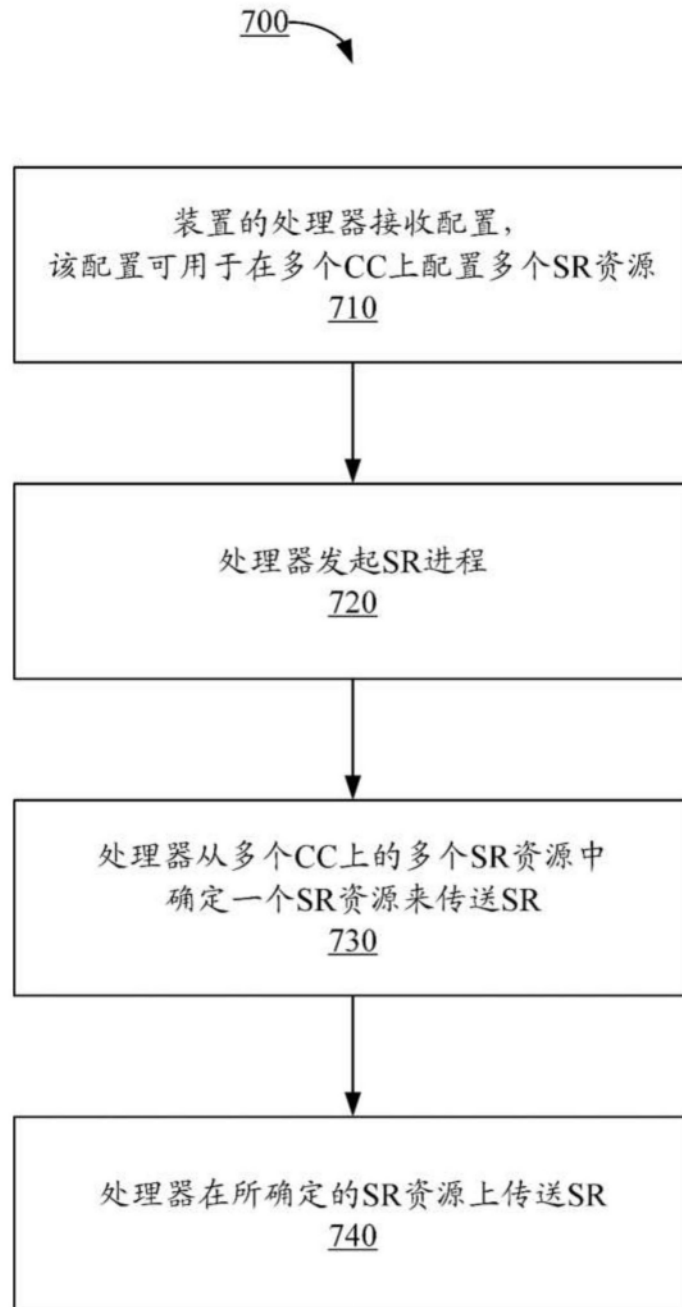 700
装置的处理器接收配置，
该配置可用于在多个CC上配置多个SR资源
710
处理器发起SR进程
720
处理器从多个CC上的多个SR资源中
确定一个SR资源来传送SR
730
处理器在所确定的SR资源上传送SR
740